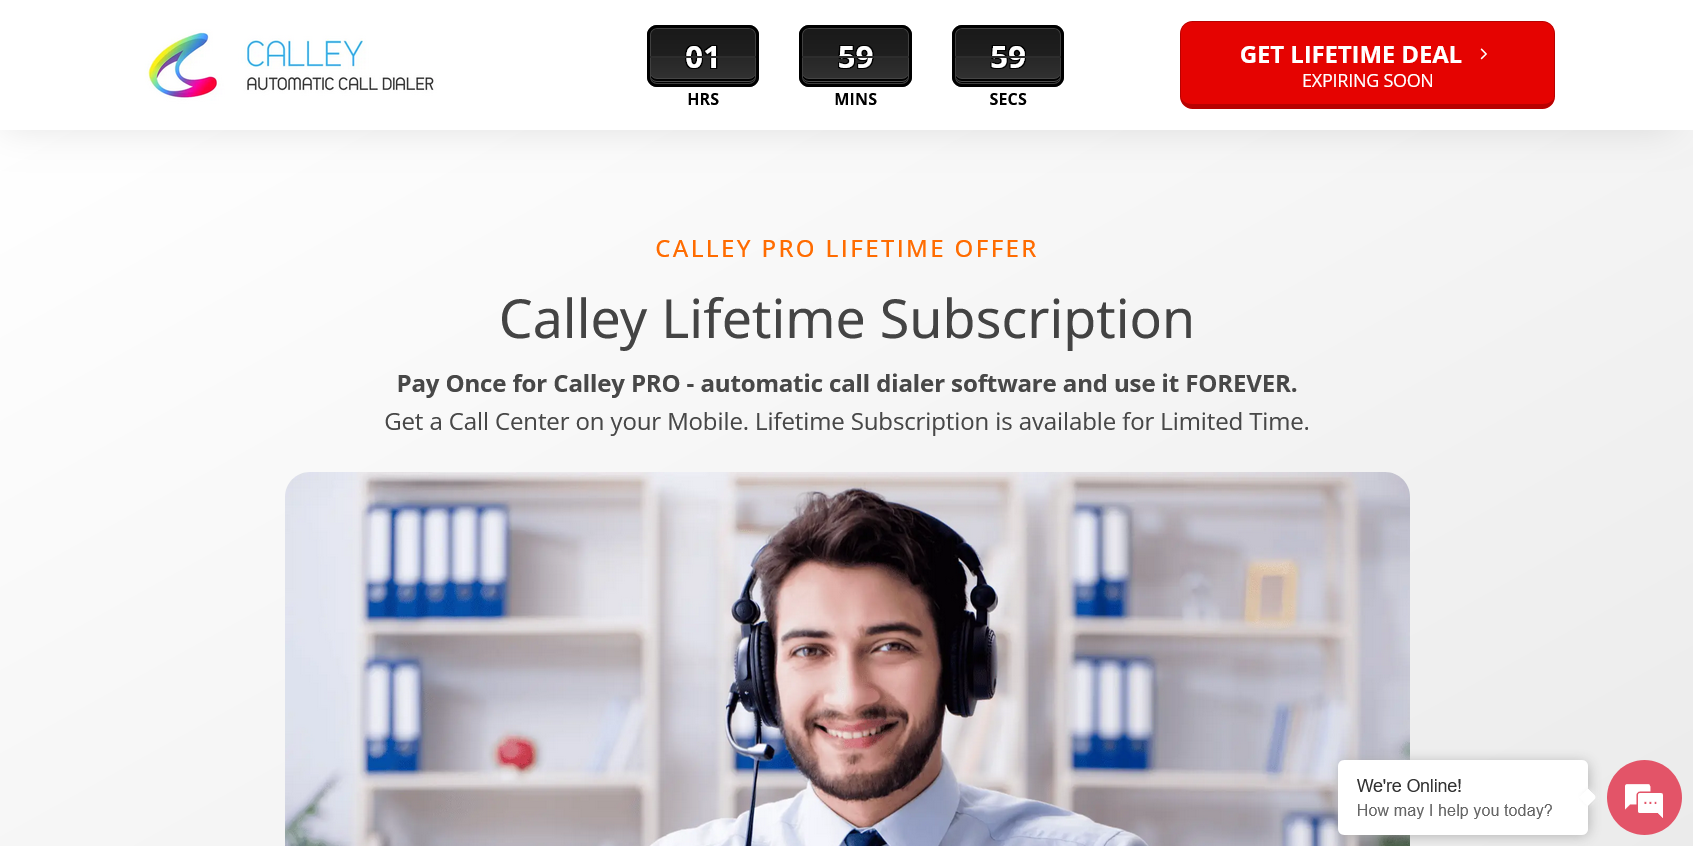 CALLEY
AUTOMATIC CALL DIALER
01
HRS
59
MINS
59
SECS
GET LIFETIME DEAL
EXPIRING SOON
CALLEY PRO LIFETIME OFFER
Calley Lifetime Subscription
Pay Once for Calley PRO - automatic call dialer software and use it FOREVER.
Get a Call Center on your Mobile. Lifetime Subscription is available for Limited Time.
We're Online!
How may I help you today?